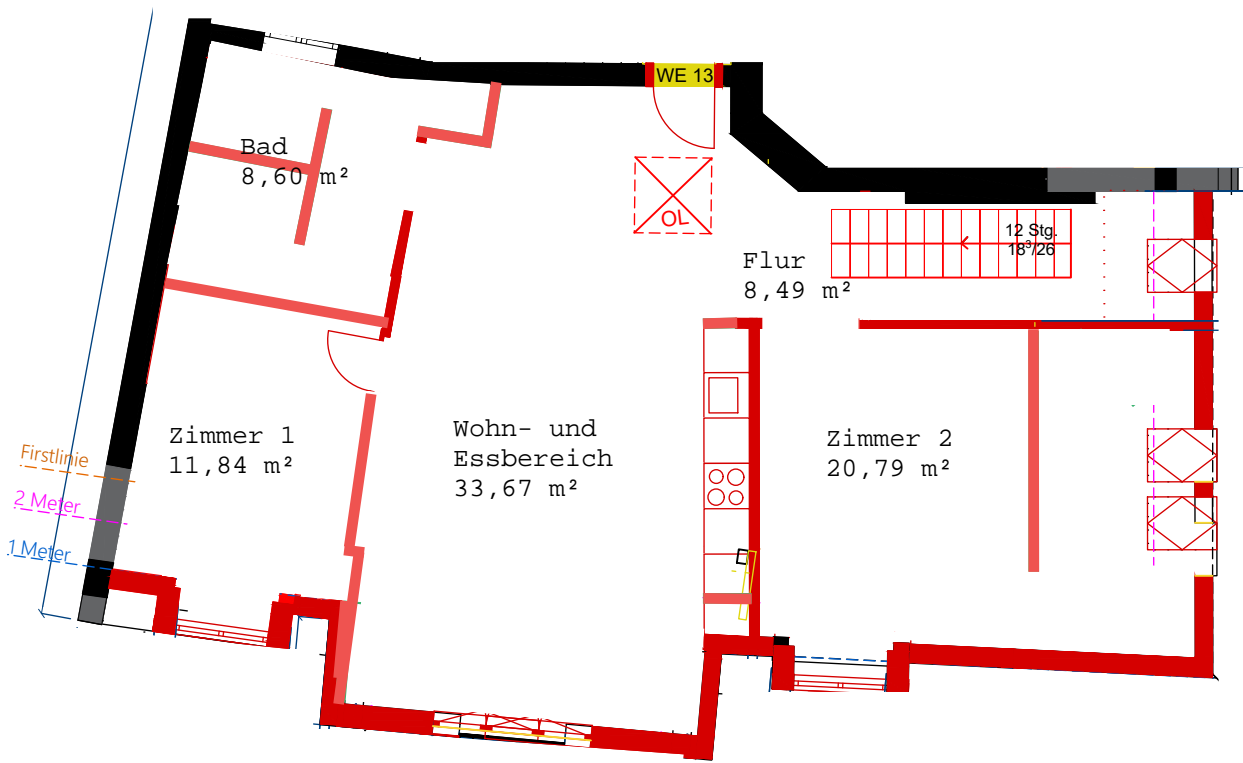 WE 13
Bad
8,60 m²
OL
12 Stg.
18³/26
Flur
8,49 m²
Zimmer 1
11,84 m²
Wohn- und
Essbereich
33,67 m²
Zimmer 2
20,79 m²
Firstlinie
2 Meter
1 Meter